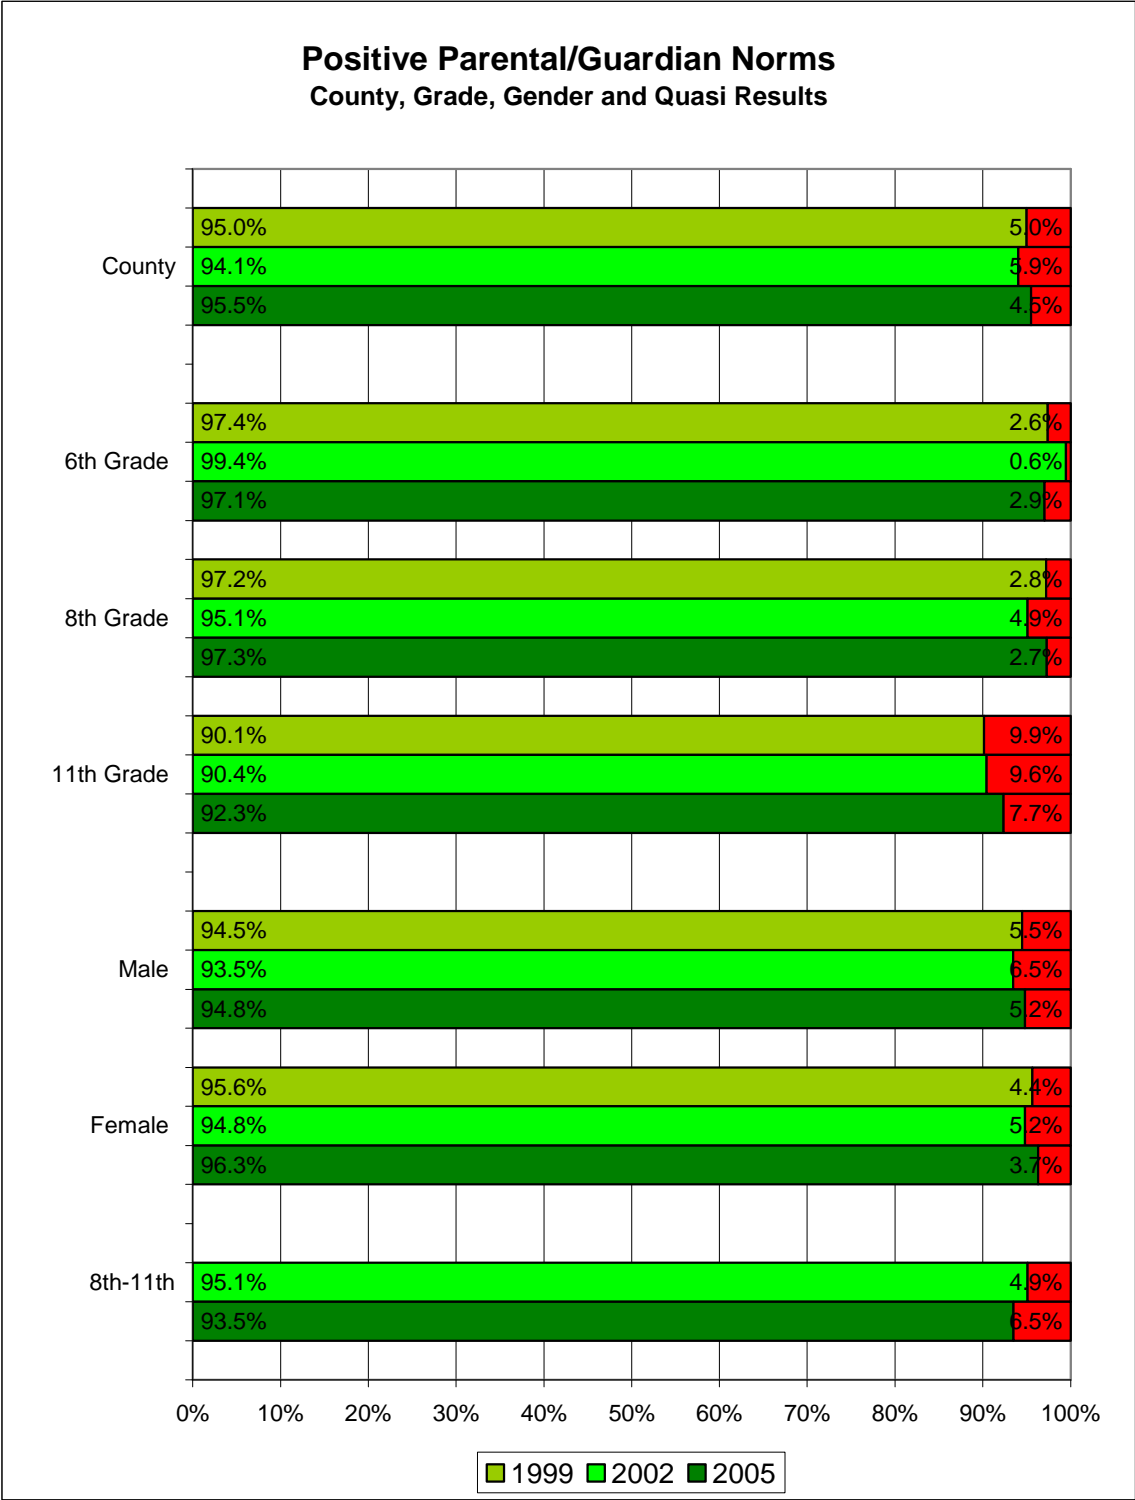 Positive Parental/Guardian Norms
County, Grade, Gender and Quasi Results
95.0% 5.0%
County 94.1% 5.9%
95.5% 4.5%
97.4% 2.6%
6th Grade 99.4% 0.6%
97.1% 2.9%
97.2% 2.8%
8th Grade 95.1% 4.9%
97.3% 2.7%
90.1% 9.9%
11th Grade 90.4% 9.6%
92.3% 7.7%
94.5% 5.5%
Male 93.5% 6.5%
94.8% 5.2%
95.6% 4.4%
Female 94.8% 5.2%
96.3% 3.7%
8th-11th 95.1% 4.9%
93.5% 6.5%
0% 10% 20% 30% 40% 50% 60% 70% 80% 90% 100%
1999 2002 2005